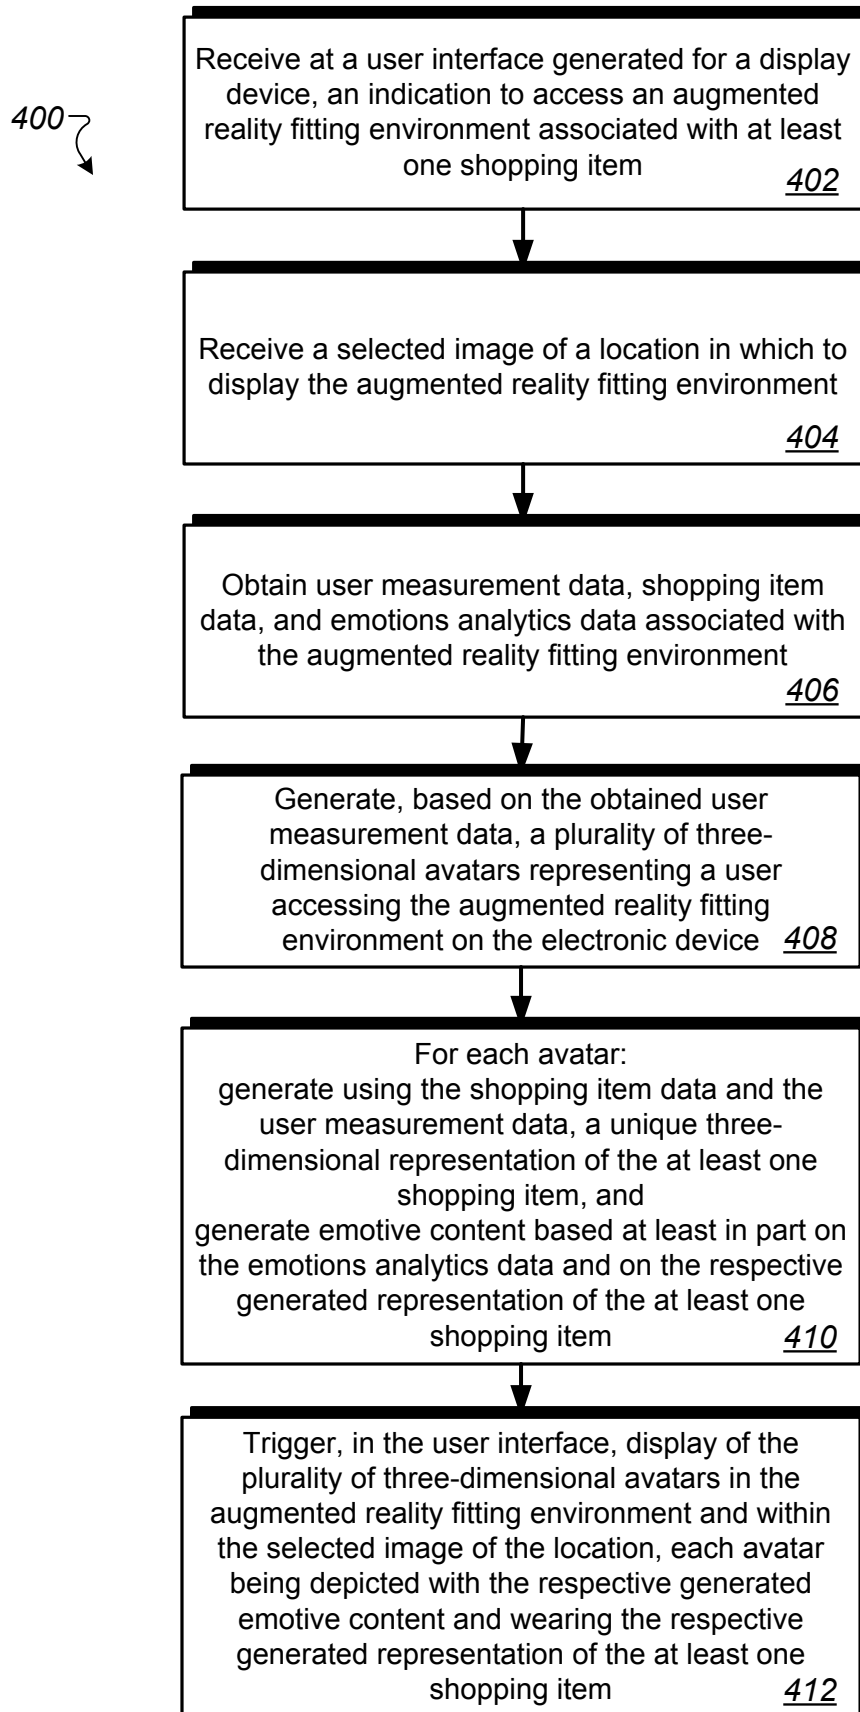 400
Receive at a user interface generated for a display
device, an indication to access an augmented
reality fitting environment associated with at least
one shopping item
402
Receive a selected image of a location in which to
display the augmented reality fitting environment
404
Obtain user measurement data, shopping item
data, and emotions analytics data associated with
the augmented reality fitting environment
406
Generate, based on the obtained user
measurement data, a plurality of three-
dimensional avatars representing a user
accessing the augmented reality fitting
environment on the electronic device
408
For each avatar:
generate using the shopping item data and the
user measurement data, a unique three-
dimensional representation of the at least one
shopping item, and
generate emotive content based at least in part on
the emotions analytics data and on the respective
generated representation of the at least one
shopping item
410
Trigger, in the user interface, display of the
plurality of three-dimensional avatars in the
augmented reality fitting environment and within
the selected image of the location, each avatar
being depicted with the respective generated
emotive content and wearing the respective
generated representation of the at least one
shopping item
412